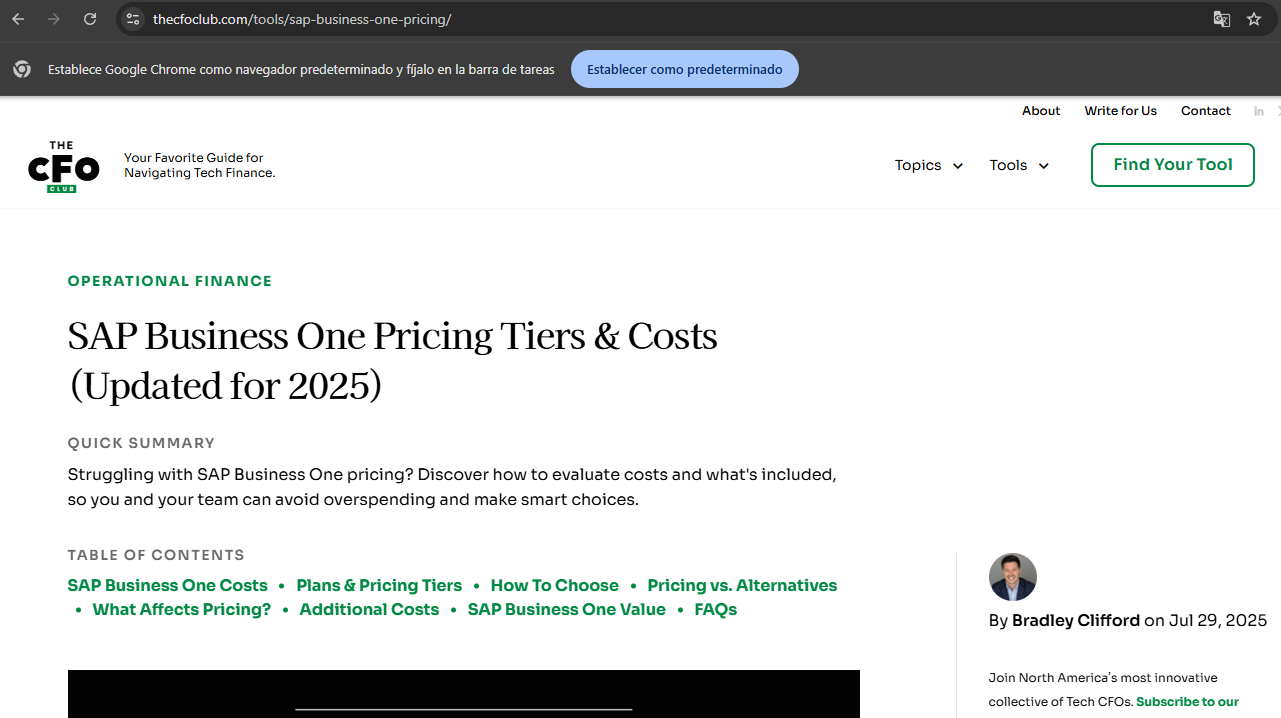 thecfoclub.com/tools/sap-business-one-pricing/
Establece Google Chrome como navegador predeterminado y fíjalo en la barra de tareas
Establecer como predeterminado
About
Write for Us
Contact
in
THE
CFO
CLUB
Your Favorite Guide for
Navigating Tech Finance.
Topics
Tools
Find Your Tool
OPERATIONAL FINANCE
SAP Business One Pricing Tiers & Costs
(Updated for 2025)
QUICK SUMMARY
Struggling with SAP Business One pricing? Discover how to evaluate costs and what's included,
so you and your team can avoid overspending and make smart choices.
TABLE OF CONTENTS
SAP Business One Costs • Plans & Pricing Tiers • How To Choose • Pricing vs. Alternatives
• What Affects Pricing? • Additional Costs • SAP Business One Value • FAQs
By Bradley Clifford on Jul 29, 2025
Join North America's most innovative
collective of Tech CFOs. Subscribe to our